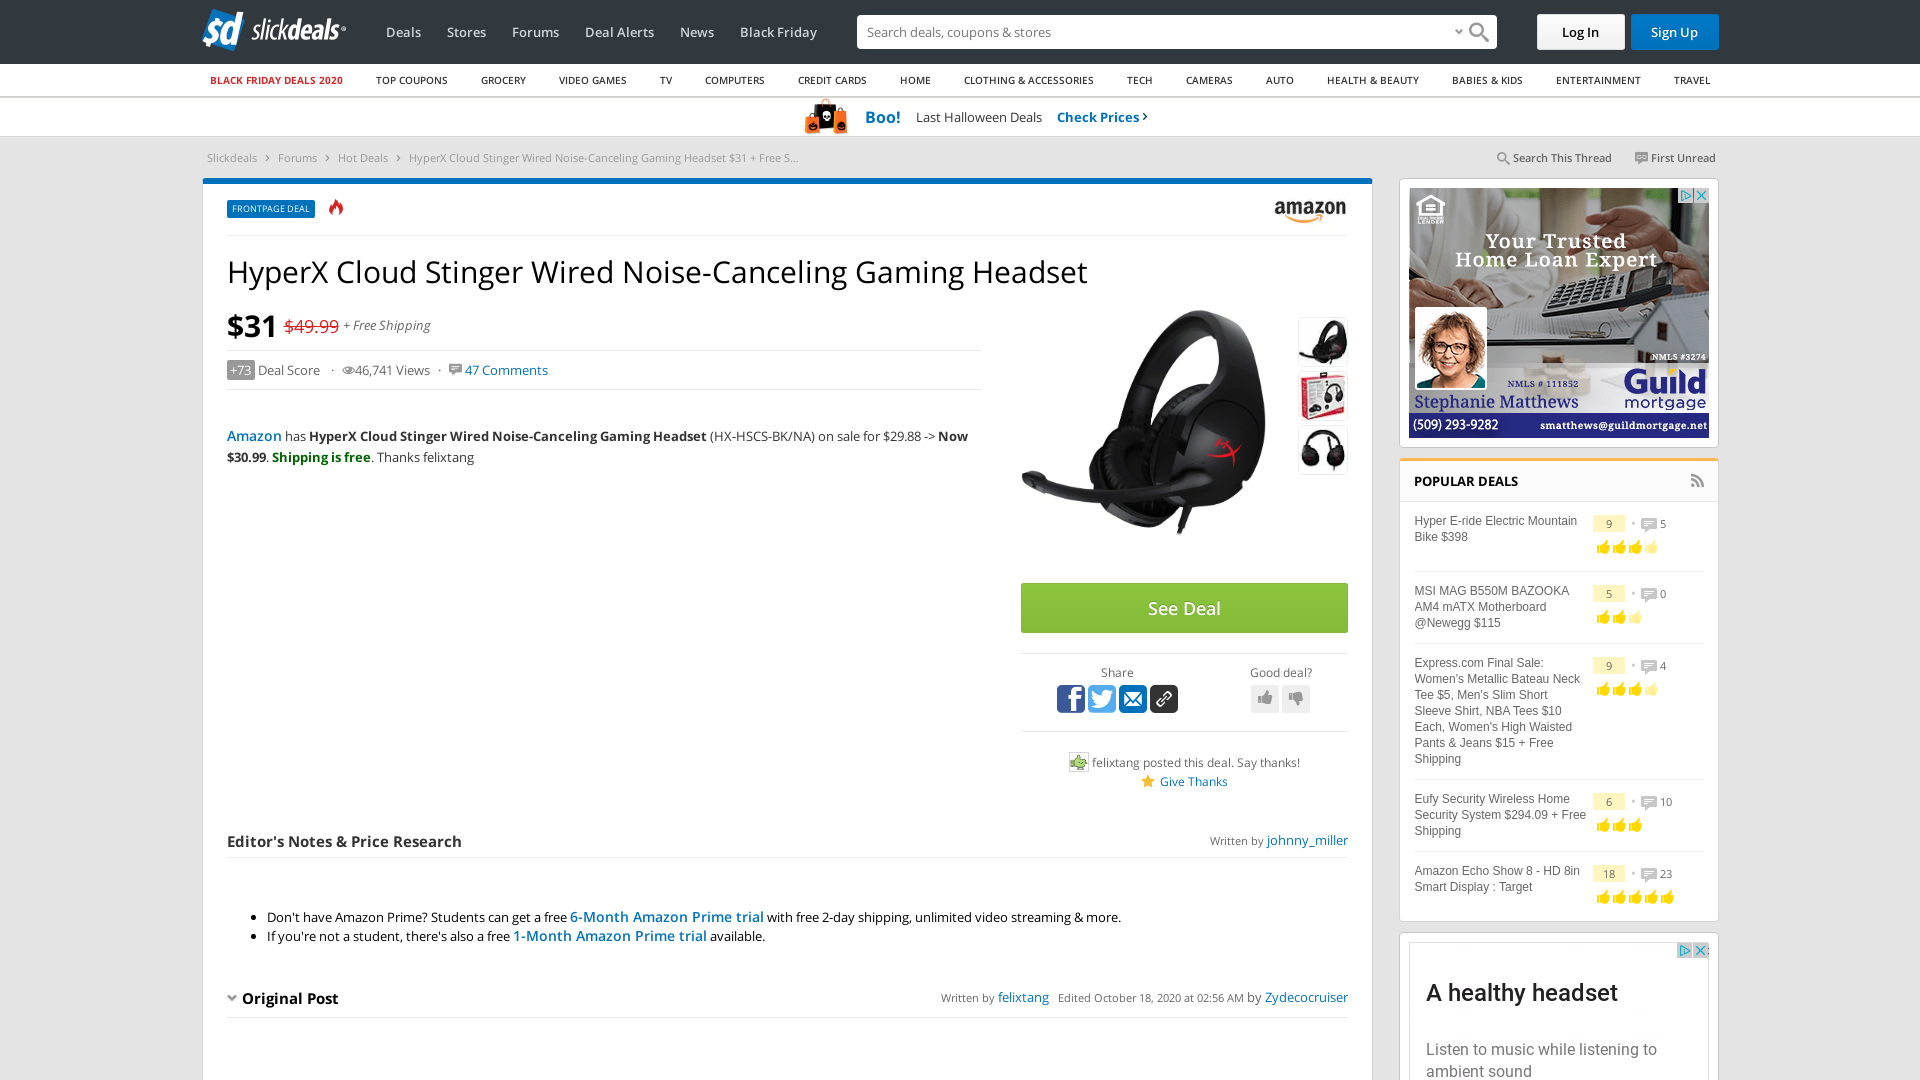 sd slickdeals
Deals Stores Forums Deal Alerts News Black Friday
Search deals, coupons & shopping
Log In Sign Up
BLACK FRIDAY DEALS 2020 TOP COUPONS GROCERY VIDEO GAMES TV COMPUTERS CREDIT CARDS HOME CLOTHING & ACCESSORIES TECH CAMERAS AUTO HEALTH & BEAUTY BABIES & KIDS ENTERTAINMENT TRAVEL
Boo! Last Halloween Deals Check Prices
Slickdeals › Forums › Hot Deals › HyperX Cloud Stinger Wired Noise-Canceling Gaming Headset $31 + Free S...
Search This Thread First Unread
FRONTPAGE DEAL
amazon
HyperX Cloud Stinger Wired Noise-Canceling Gaming Headset
$31 $49.99 + Free Shipping
+73 Deal Score · 46,741 Views · 47 Comments
Amazon has HyperX Cloud Stinger Wired Noise-Canceling Gaming Headset (HX-HSCS-BK/NA) on sale for $29.88 -> Now
$30.99. Shipping is free. Thanks felixtang
See Deal
Share
Good deal?
felixtang posted this deal. Say thanks!
Give Thanks
Editor's Notes & Price Research
Written by johnny_miller
• Don't have Amazon Prime? Students can get a free 6-Month Amazon Prime trial with free 2-day shipping, unlimited video streaming & more.
• If you're not a student, there's also a free 1-Month Amazon Prime trial available.
Original Post
Written by felixtang Edited October 18, 2020 at 02:56 AM by Zydecocruiser
Your Trusted
Home Loan Expert
NMLS #3274
NMLS # 111852
Guild
mortgage
Stephanie Matthews
(509) 293-9282 smatthews@guildmortgage.net
POPULAR DEALS
Hyper E-ride Electric Mountain
Bike $398
9 • 5
MSI MAG B550M BAZOOKA
AM4 mATX Motherboard
@Newegg $115
5 • 0
Express.com Final Sale:
Women's Metallic Bateau Neck
Tee $5, Men's Slim Short
Sleeve Shirt, NBA Tees $10
Each, Women's High Waisted
Pants & Jeans $15 + Free
Shipping
9 • 4
Eufy Security Wireless Home
Security System $294.09 + Free
Shipping
6 • 10
Amazon Echo Show 8 - HD 8in
Smart Display : Target
18 • 23
A healthy headset
Listen to music while listening to
ambient sound